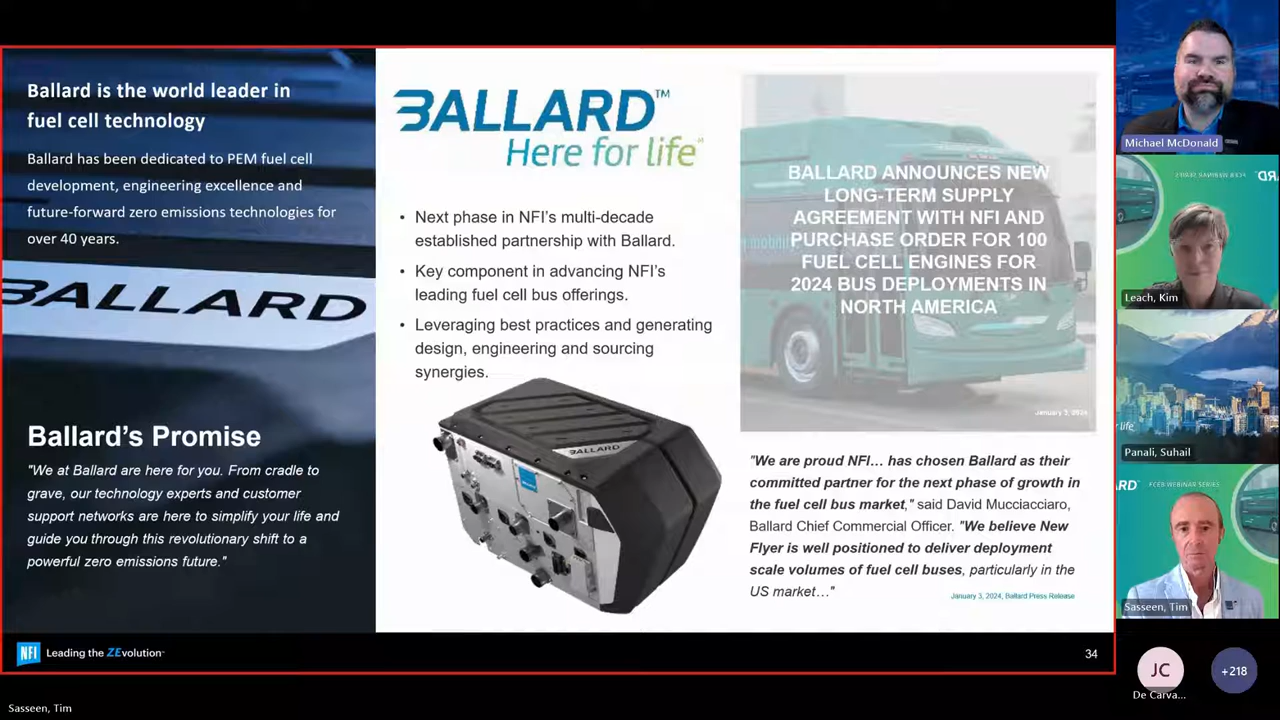 Ballard is the world leader in
fuel cell technology
Ballard has been dedicated to PEM fuel cell
development, engineering excellence and
future-forward zero emissions technologies for
over 40 years.
BALLARD
Ballard's Promise
"We at Ballard are here for you. From cradle to
grave, our technology experts and customer
support networks are here to simplify your life and
guide you through this revolutionary shift to a
powerful zero emissions future."
BALLARD™
Here for life
• Next phase in NFI's multi-decade
established partnership with Ballard.
• Key component in advancing NFI's
leading fuel cell bus offerings.
• Leveraging best practices and generating
design, engineering and sourcing
synergies.
BALLARD
BALLARD ANNOUNCES NEW
LONG-TERM SUPPLY
AGREEMENT WITH NFI AND
PURCHASE ORDER FOR 100
FUEL CELL ENGINES FOR
2024 BUS DEPLOYMENTS IN
NORTH AMERICA
January 3, 2024
"We are proud NFI… has chosen Ballard as their
committed partner for the next phase of growth in
the fuel cell bus market," said David Mucciacciaro,
Ballard Chief Commercial Officer. "We believe New
Flyer is well positioned to deliver deployment
scale volumes of fuel cell buses, particularly in the
US market…"
January 3, 2024, Ballard Press Release
NFI
Leading the ZEvolution™
34
Michael McDonald
Leach, Kim
life
Panali, Suhail
ARD
FCEB WEBINAR SERIES
Sasseen, Tim
JC
De Carva...
+218
Sasseen, Tim